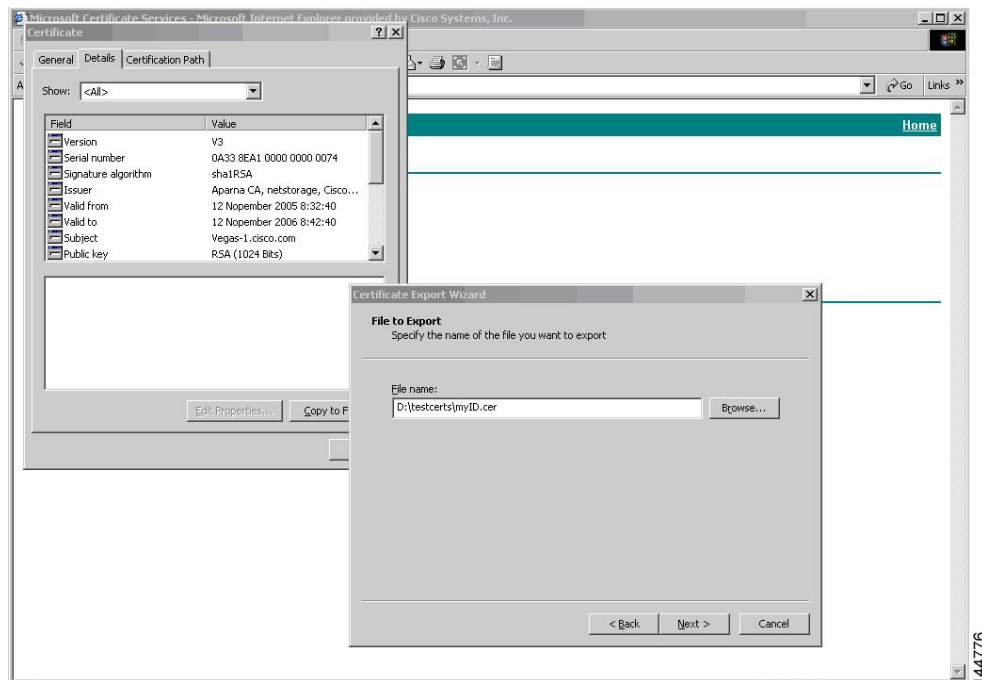 Microsoft Certificate Services - Microsoft Internet Explorer provided by Cisco Systems, Inc.
Certificate
General Details Certification Path
Go Links »
Show: <All>
Home
Field Value
Version V3
Serial number 0A33 8EA1 0000 0000 0074
Signature algorithm sha1RSA
Issuer Aparna CA, netstorage, Cisco...
Valid from 12 Nopember 2005 8:32:40
Valid to 12 Nopember 2006 8:42:40
Subject Vegas-1.cisco.com
Public key RSA (1024 Bits)
Edit Properties... Copy to F
Certificate Export Wizard
File to Export
Specify the name of the file you want to export
File name:
D:\testcerts\myID.cer Browse...
< Back Next > Cancel
144776